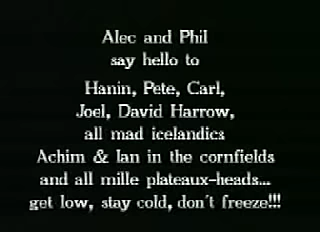 Alec and Phil
say hello to
Hanin, Pete, Carl,
Joel, David Harrow,
all mad icelandics
Achim & Ian in the cornfields
and all mille plateaux-heads...
get low, stay cold, don't freeze!!!